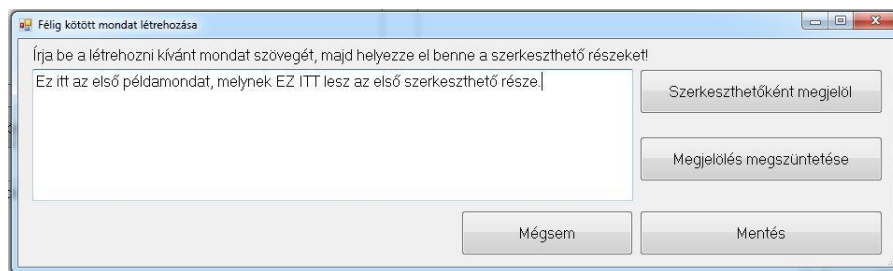 Félig kötött mondat létrehozása
Írja be a létrehozni kívánt mondat szövegét, majd helyezze el benne a szerkeszthető részeket!
Ez itt az első példamondat, melynek EZ ITT lesz az első szerkeszthető része.
Szerkeszthetőként megjelöl
Megjelölés megszüntetése
Mégsem
Mentés